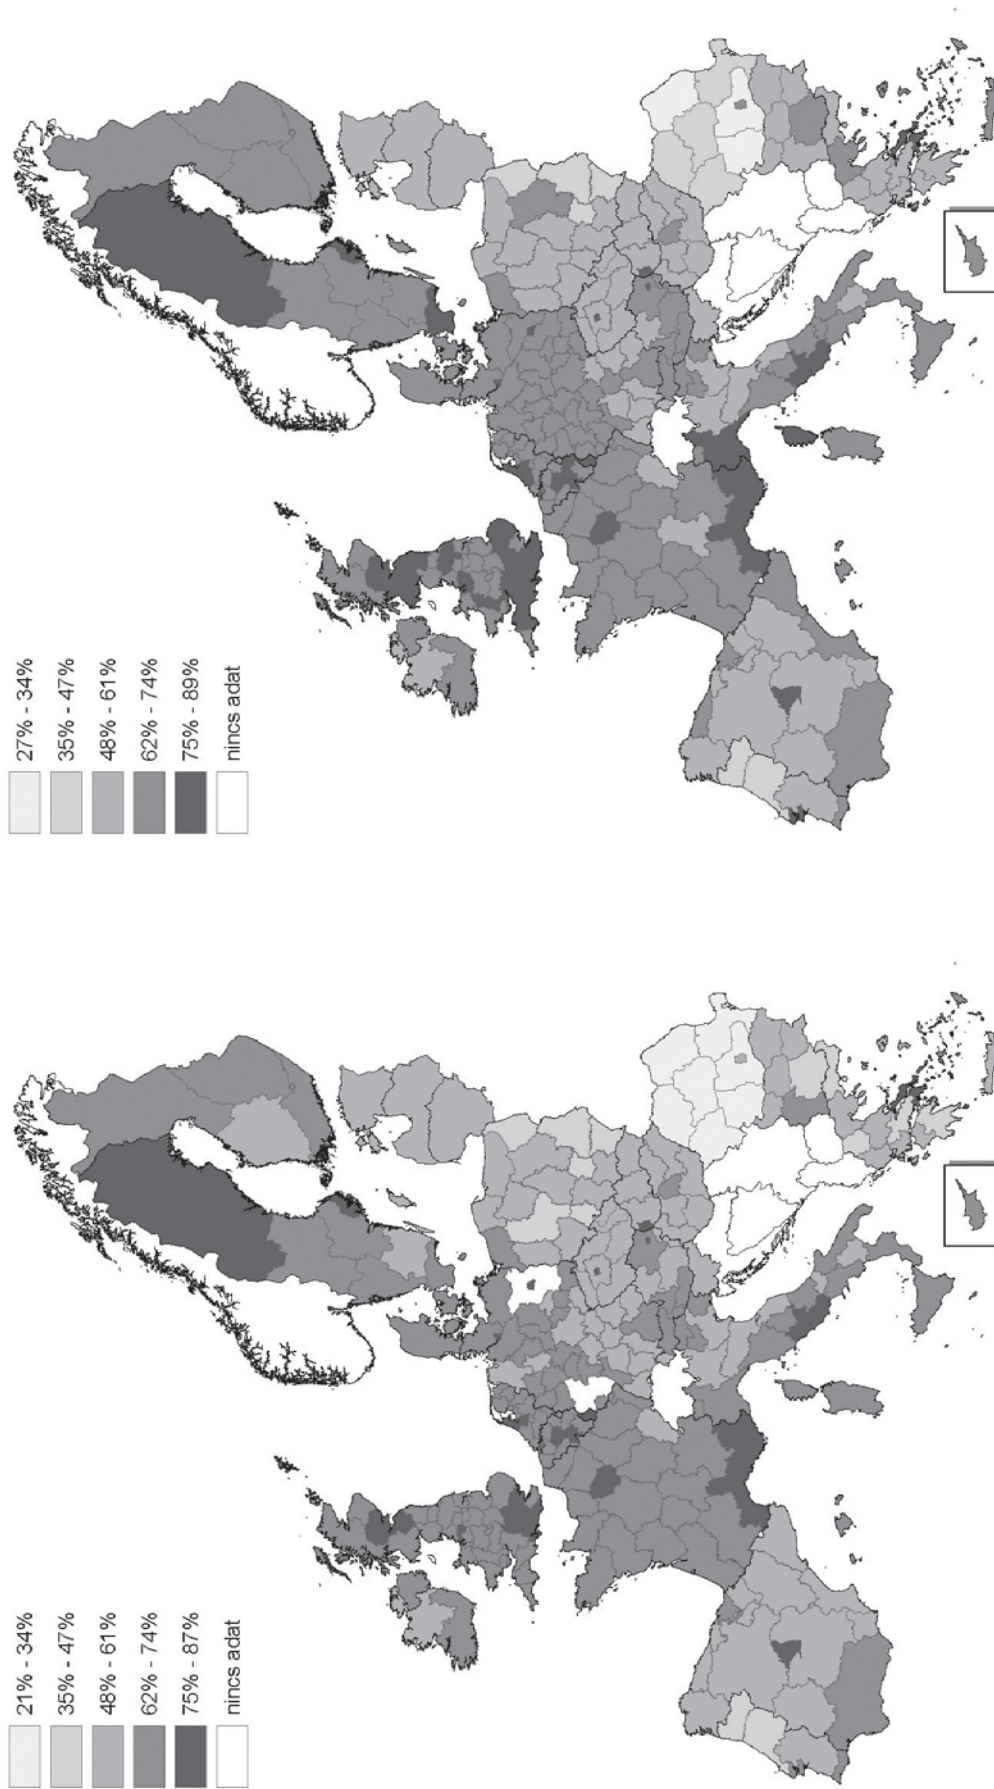 27% - 34%
35% - 47%
48% - 61%
62% - 74%
75% - 89%
nincs adat
21% - 34%
35% - 47%
48% - 61%
62% - 74%
75% - 87%
nincs adat